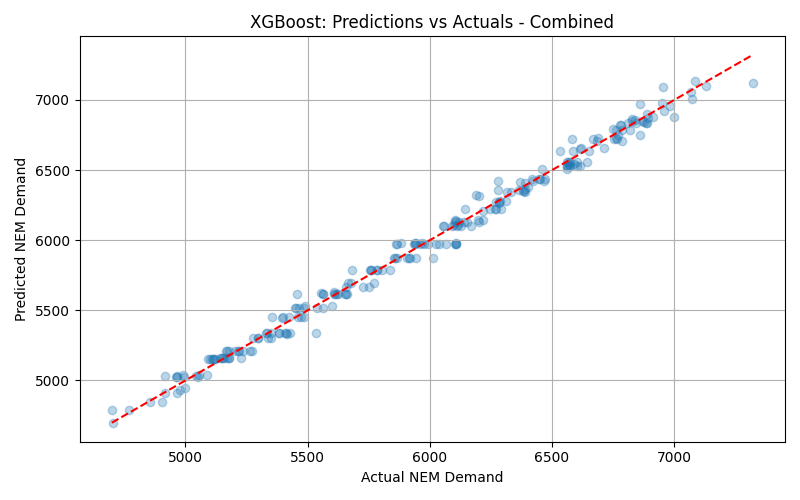 XGBoost: Predictions vs Actuals - Combined
Predicted NEM Demand
7000
6500
6000
5500
5000
5000 5500 6000 6500 7000
Actual NEM Demand